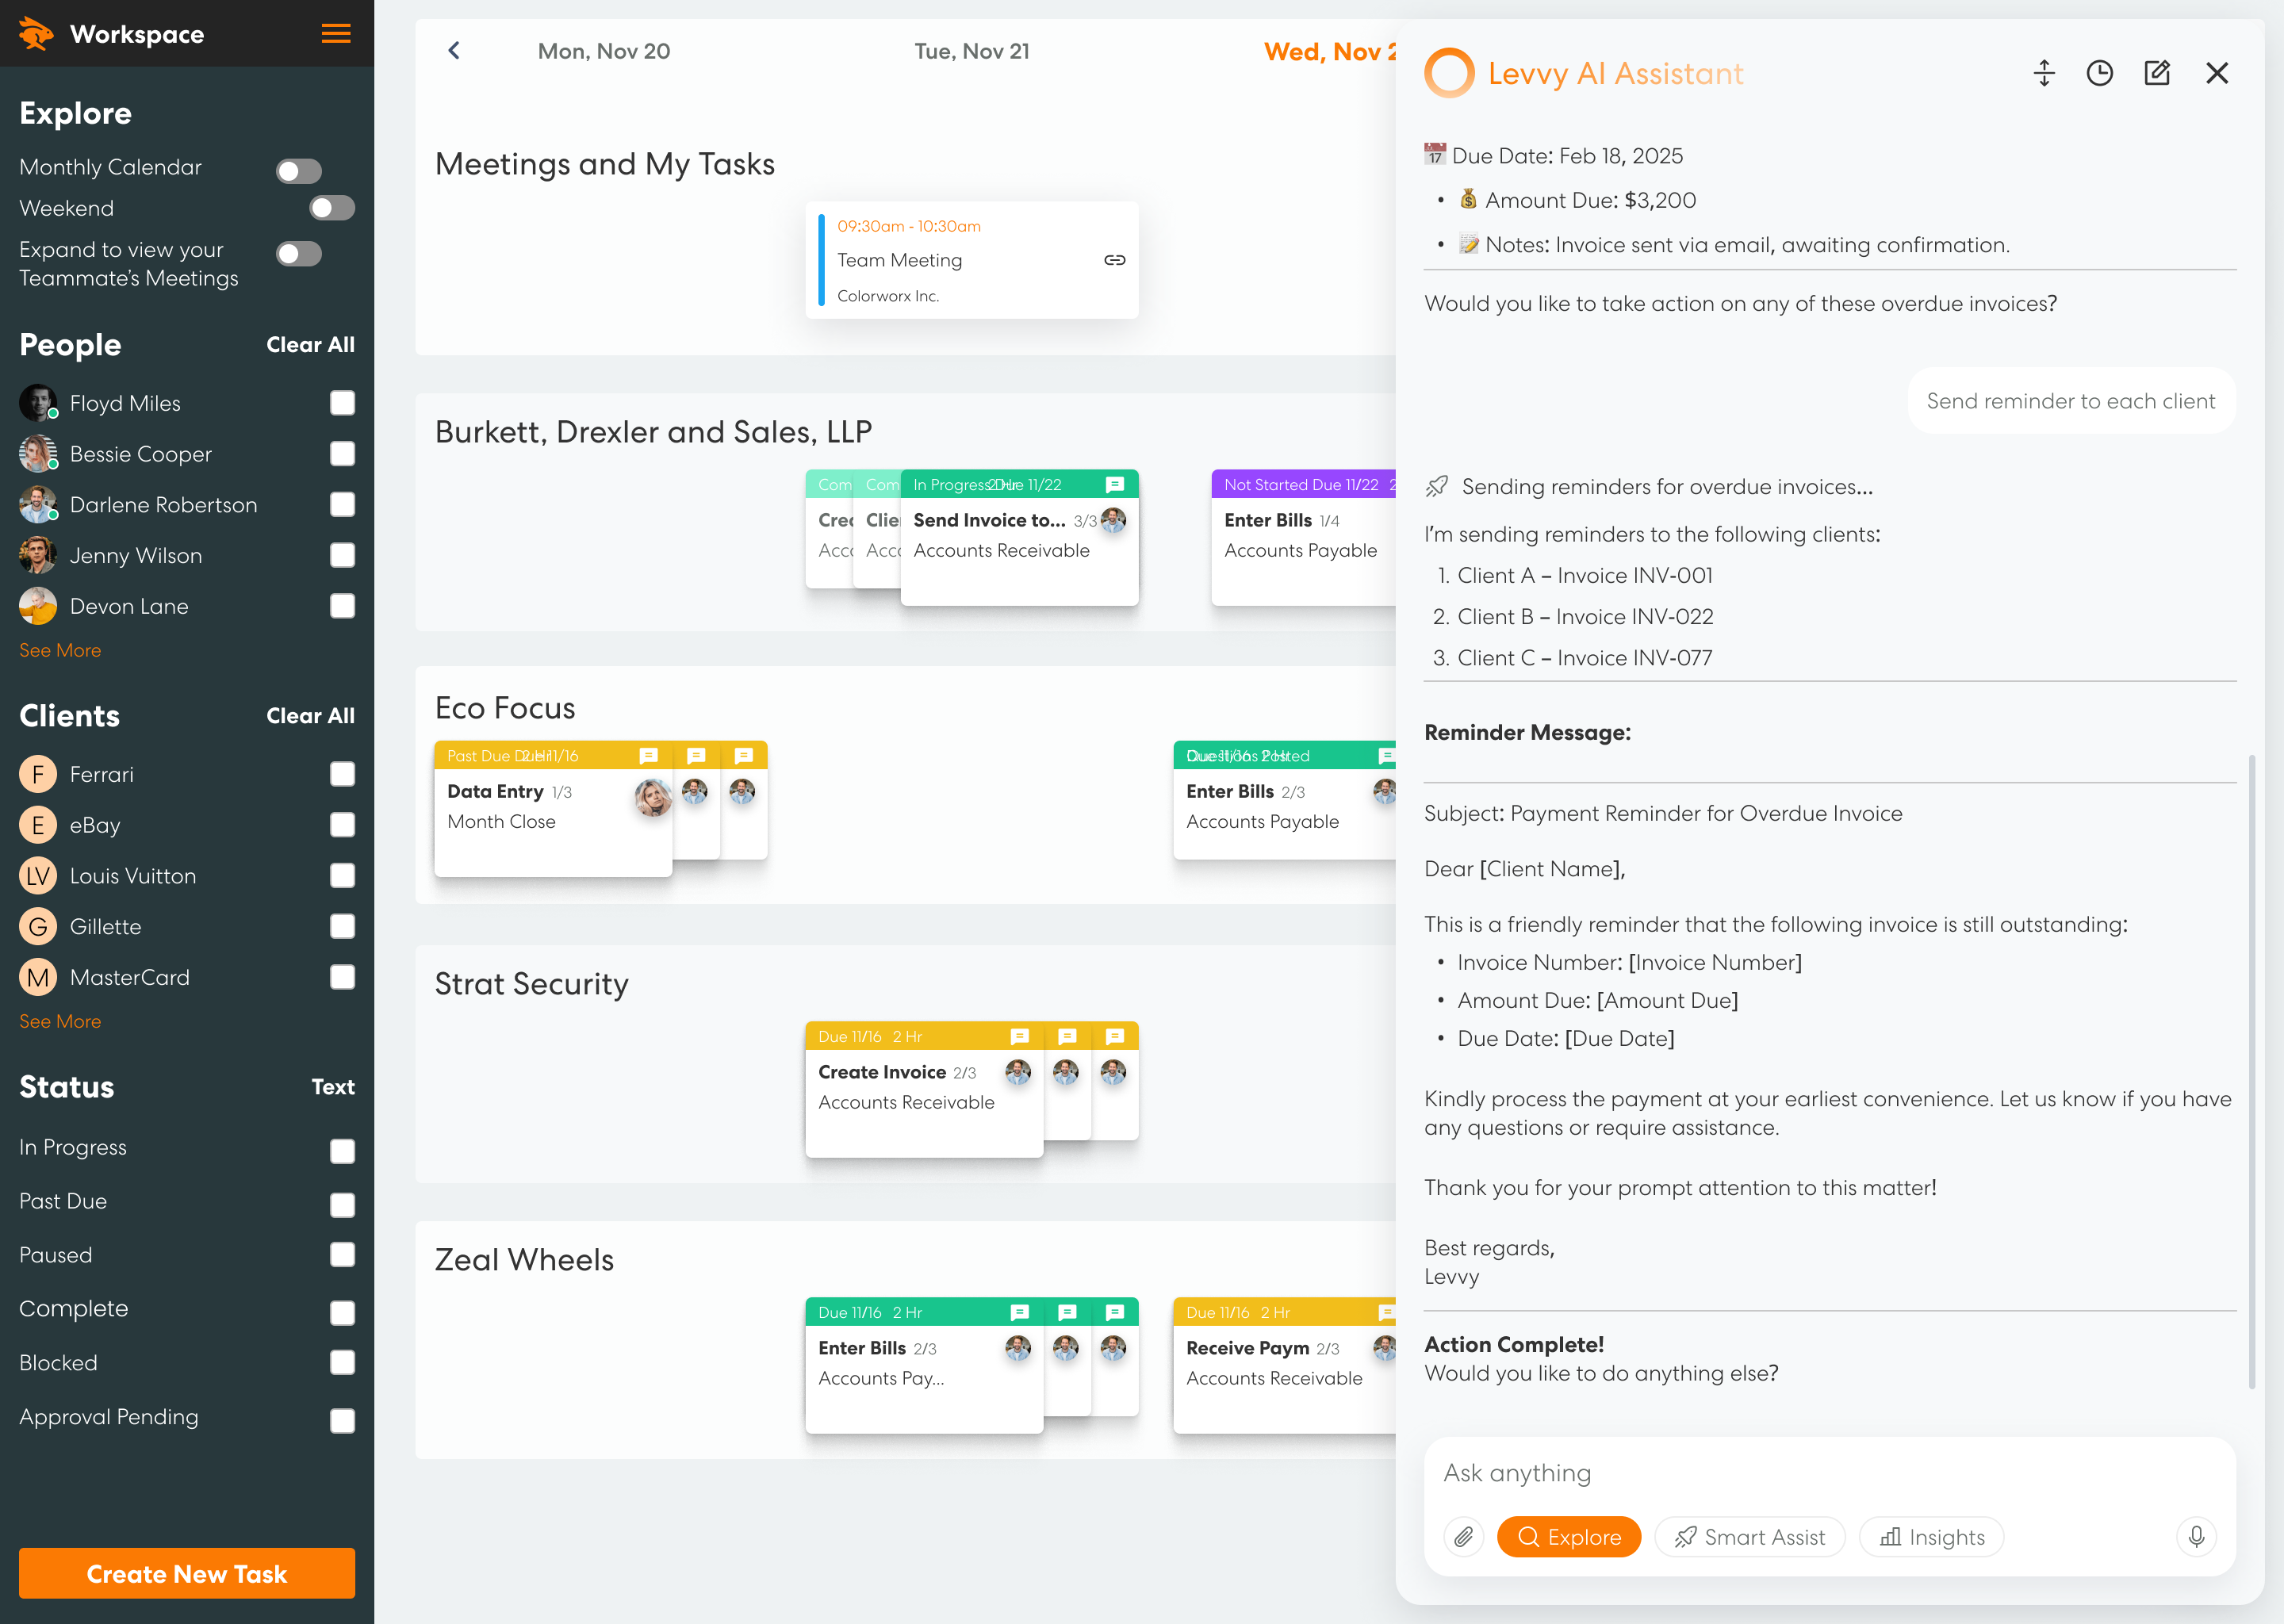 Workspace
Explore
Monthly Calendar
Weekend
Expand to view your
Teammate's Meetings
People
Clear All
Floyd Miles
Bessie Cooper
Darlene Robertson
Jenny Wilson
Devon Lane
See More
Clients
Clear All
F
Ferrari
E
eBay
LV
Louis Vuitton
G
Gillette
M
MasterCard
See More
Status
Text
In Progress
Past Due
Paused
Complete
Blocked
Approval Pending
Create New Task
Mon, Nov 20
Tue, Nov 21
Wed, Nov 2
Meetings and My Tasks
09:30am - 10:30am
Team Meeting
Colorworx Inc.
Burkett, Drexler and Sales, LLP
Com
Crec
Acco
Com
Clie
Acco
In Progress Due 11/22 2 Hr
Send Invoice to... 3/3
Accounts Receivable
Not Started Due 11/22 2
Enter Bills 1/4
Accounts Payable
Eco Focus
Past Due Due 11/16 2 Hr
Data Entry 1/3
Month Close
Questions Posted Due 11/16 2 Hr
Enter Bills 2/3
Accounts Payable
Strat Security
Due 11/16 2 Hr
Create Invoice 2/3
Accounts Receivable
Zeal Wheels
Due 11/16 2 Hr
Enter Bills 2/3
Accounts Pay...
Due 11/16 2 Hr
Receive Paym 2/3
Accounts Receivable
Levvy AI Assistant
📅 Due Date: Feb 18, 2025
• 💰 Amount Due: $3,200
• 📝 Notes: Invoice sent via email, awaiting confirmation.
Would you like to take action on any of these overdue invoices?
Send reminder to each client
Sending reminders for overdue invoices...
I'm sending reminders to the following clients:
1. Client A – Invoice INV-001
2. Client B – Invoice INV-022
3. Client C – Invoice INV-077
Reminder Message:
Subject: Payment Reminder for Overdue Invoice
Dear [Client Name],
This is a friendly reminder that the following invoice is still outstanding:
• Invoice Number: [Invoice Number]
• Amount Due: [Amount Due]
• Due Date: [Due Date]
Kindly process the payment at your earliest convenience. Let us know if you have
any questions or require assistance.
Thank you for your prompt attention to this matter!
Best regards,
Levvy
Action Complete!
Would you like to do anything else?
Ask anything
Explore
Smart Assist
Insights